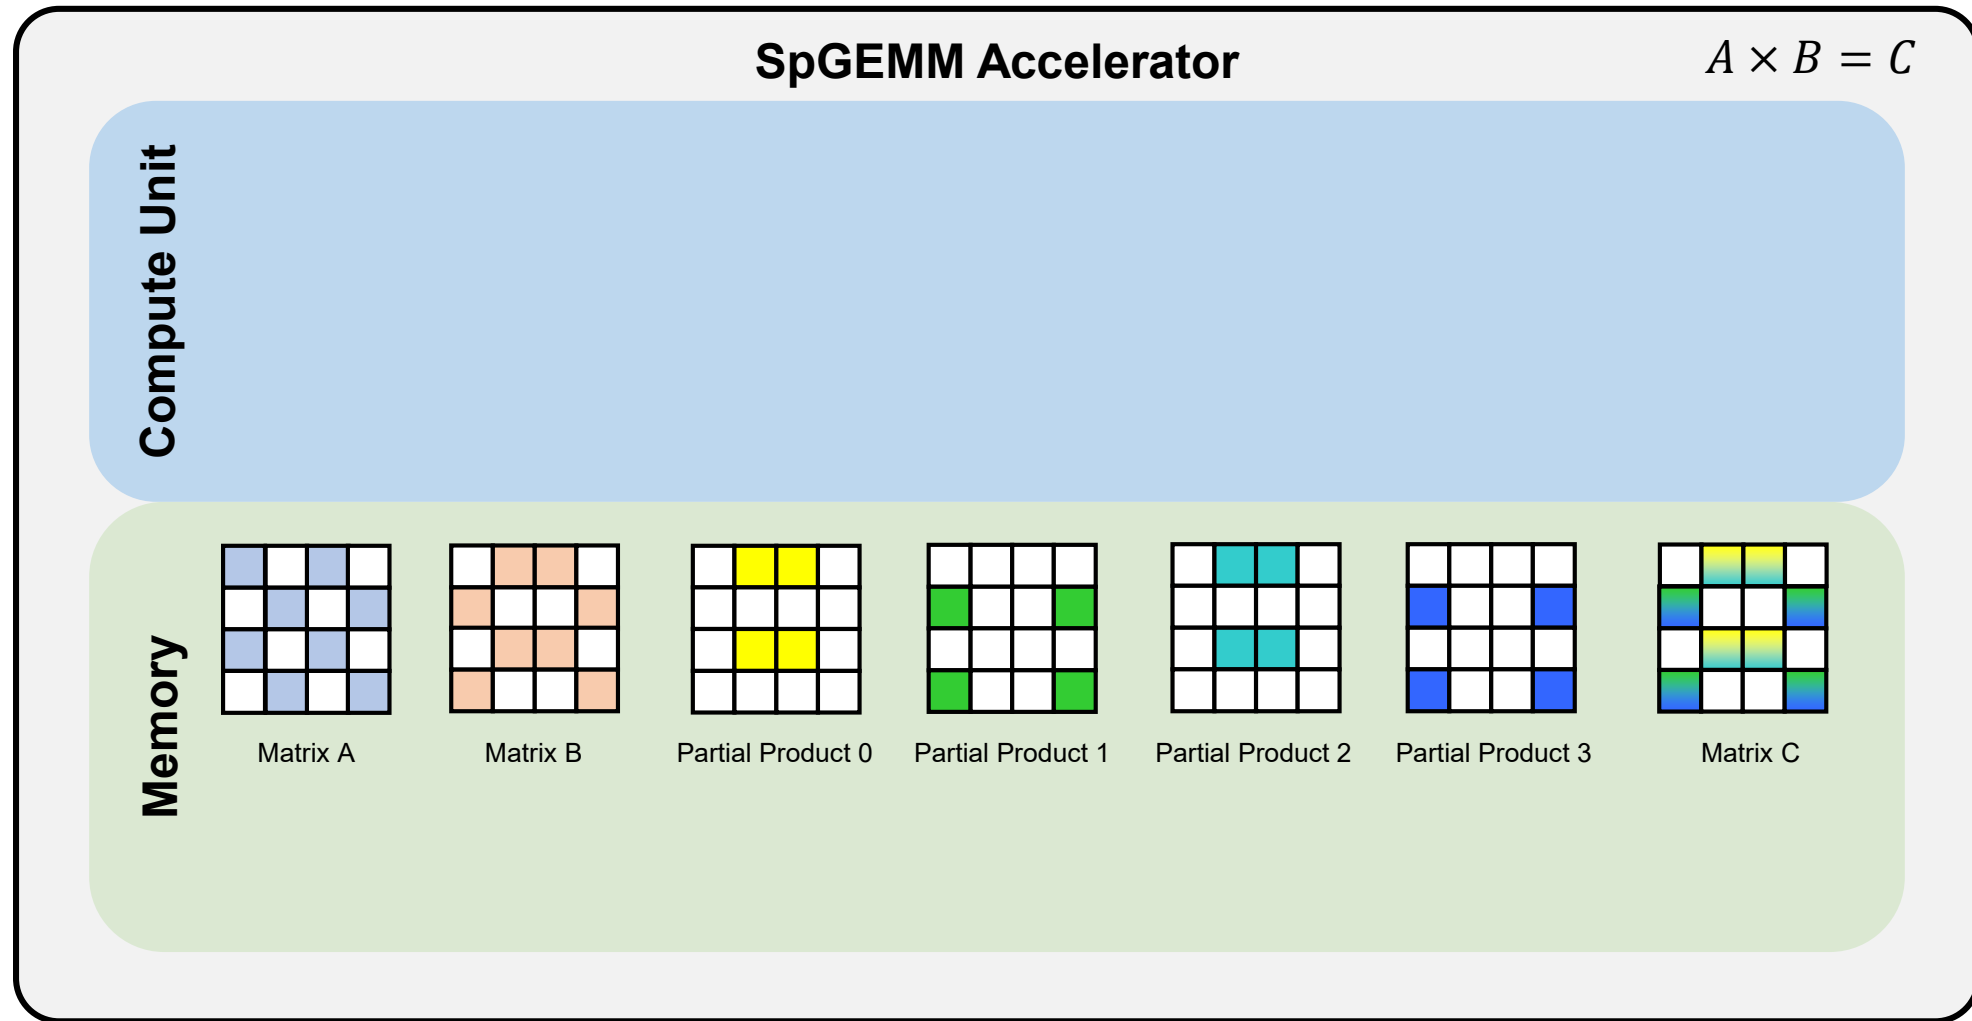 SpGEMM Accelerator
A × B = C
Compute Unit
Memory
Matrix A
Matrix B
Partial Product 0
Partial Product 1
Partial Product 2
Partial Product 3
Matrix C